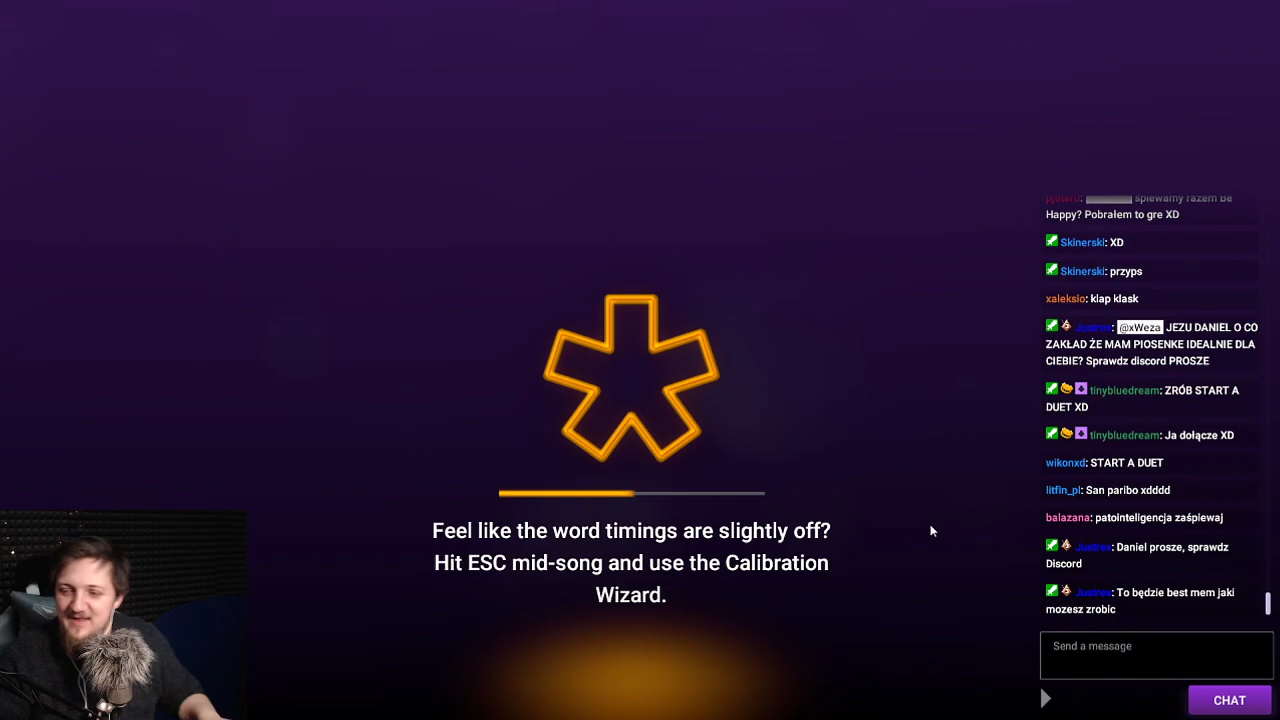 śpiewamy razem Be
Happy? Pobrałem to gre XD
Skinerski: XD
Skinerski: przyps
xaleksio: klap klask
Justrex: @xWeza JEZU DANIEL O CO
ZAKŁAD ŻE MAM PIOSENKE IDEALNIE DLA
CIEBIE? Sprawdz discord PROSZE
tinybluedream: ZRÓB START A
DUET XD
tinybluedream: Ja dołącze XD
wikonxd: START A DUET
litfin_pl: San paribo xdddd
balazana: patointeligencja zaśpiewaj
Daniel prosze, sprawdz
Discord
To będzie best mem jaki
mozesz zrobic
Feel like the word timings are slightly off?
Hit ESC mid-song and use the Calibration
Wizard.
Send a message
CHAT